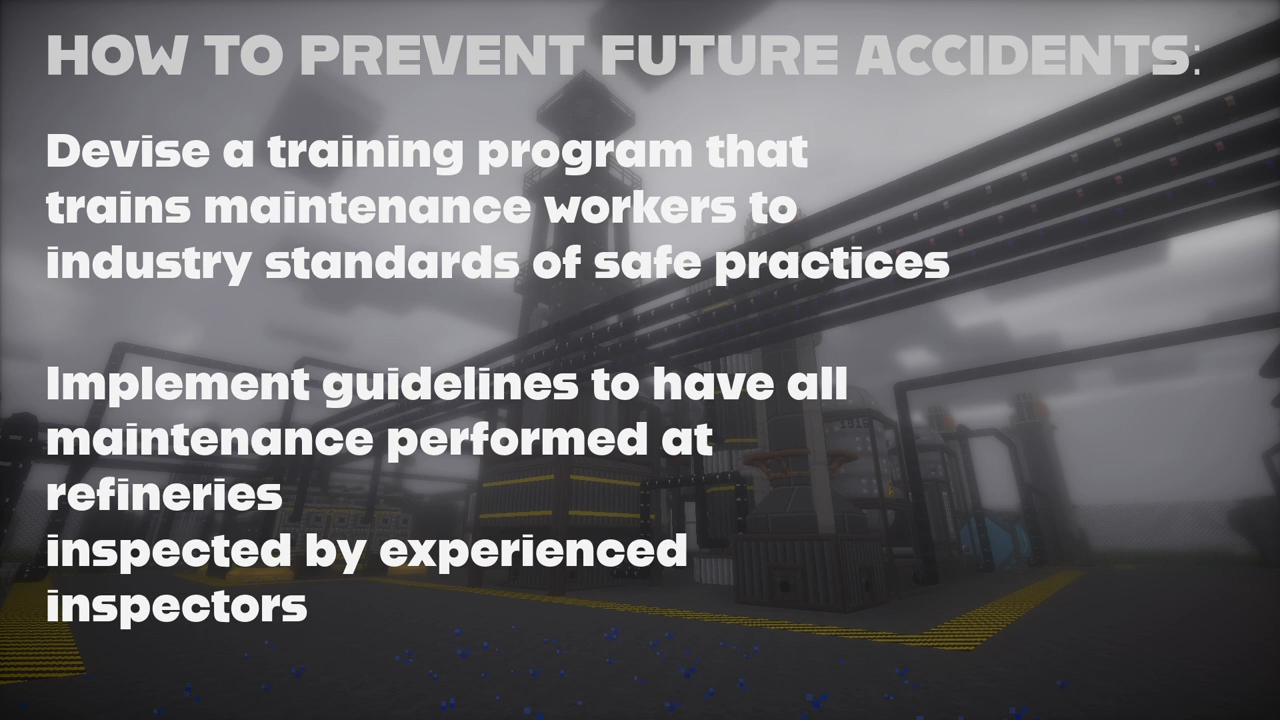 HOW TO PREVENT FUTURE ACCIDENTS:
Devise a training program that
trains maintenance workers to
industry standards of safe practices
Implement guidelines to have all
maintenance performed at
refineries
inspected by experienced
inspectors